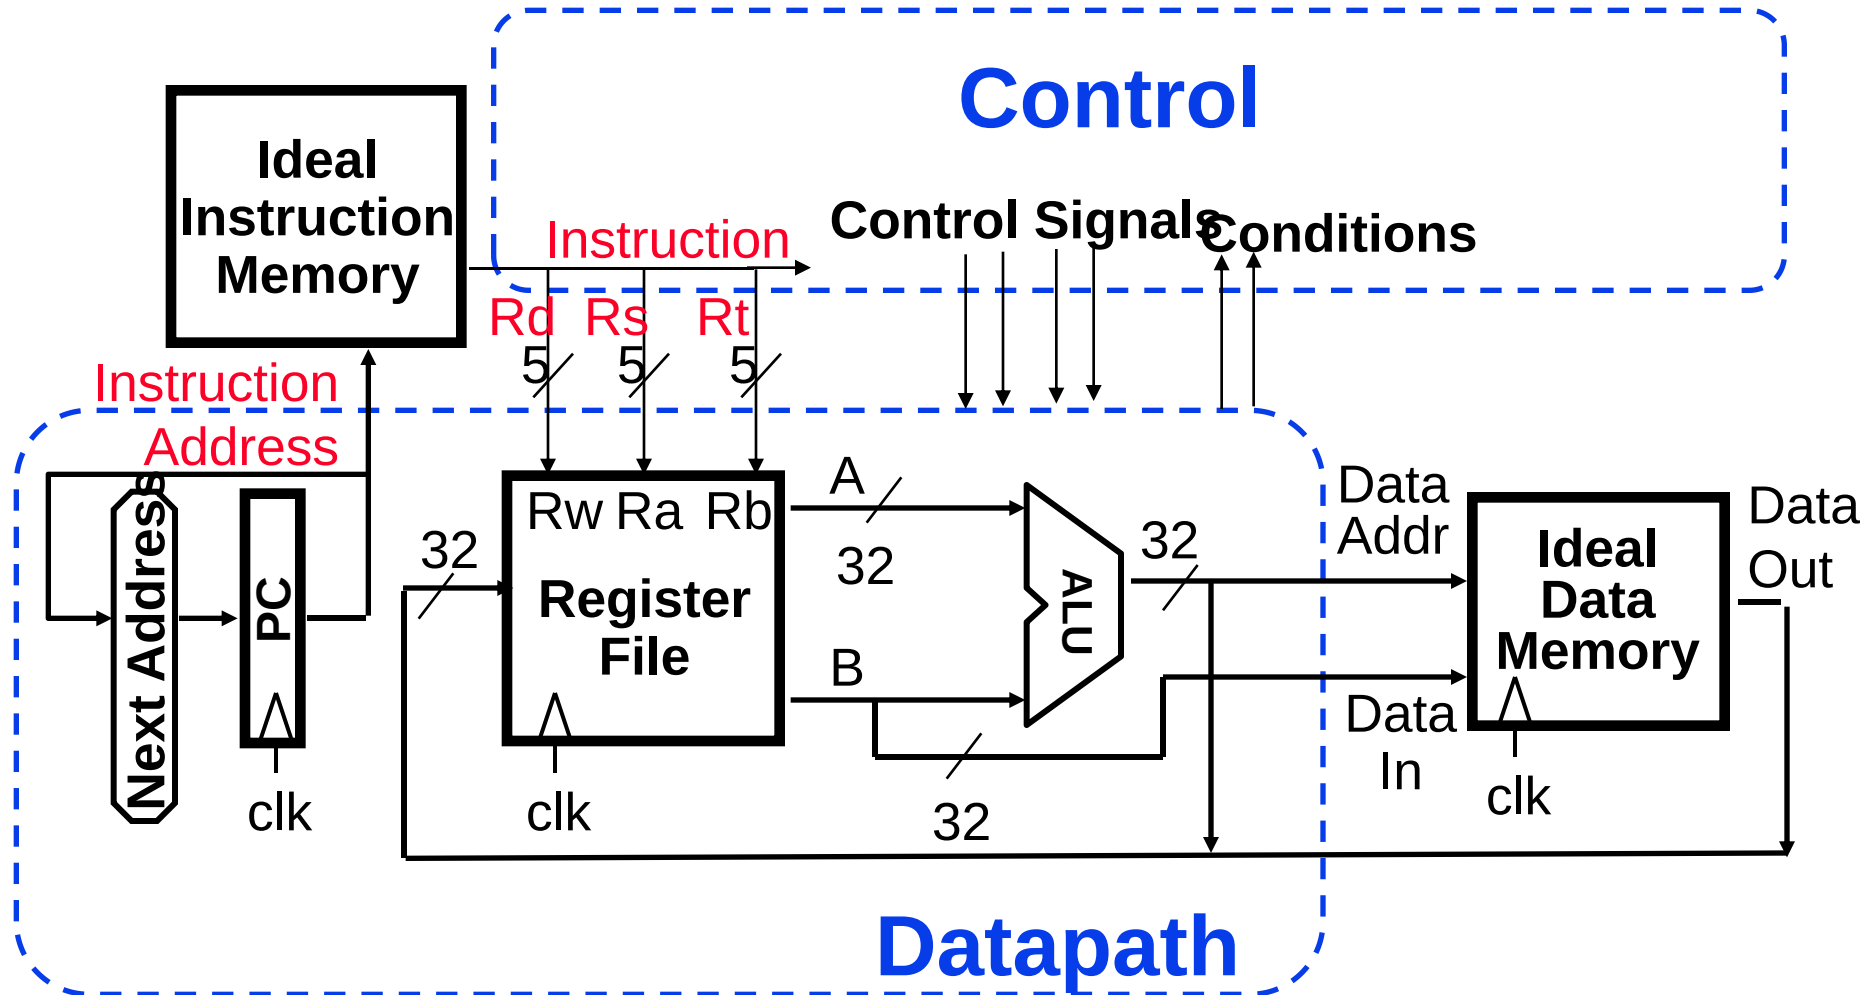 Control
Ideal
Instruction
Memory
Control Signals
Conditions
Instruction
Rd Rs Rt
5 5 5
Instruction
Address
Next Address
PC
clk
32
Rw Ra Rb
Register
File
clk
A
32
B
32
ALU
32
Data
Addr
Data
In
Ideal
Data
Memory
clk
Data
Out
Datapath